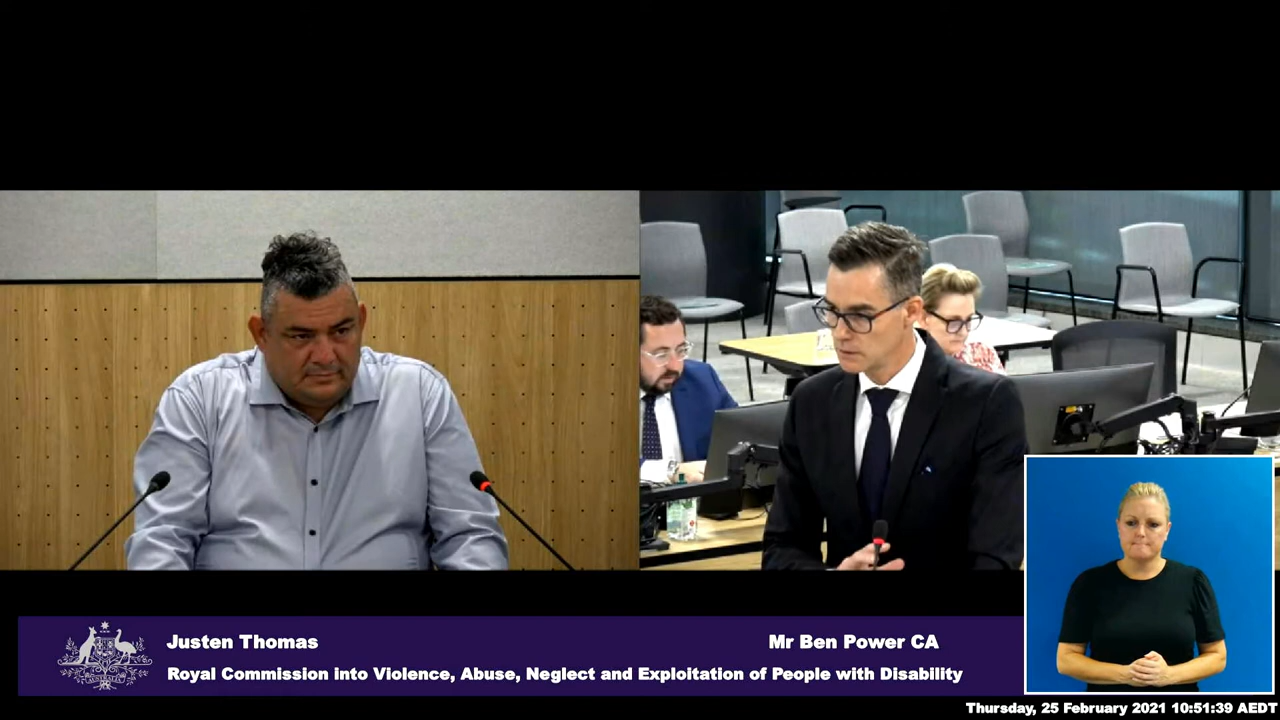 Justen Thomas
Mr Ben Power CA
Royal Commission into Violence, Abuse, Neglect and Exploitation of People with Disability
Thursday, 25 February 2021 10:51:39 AEDT